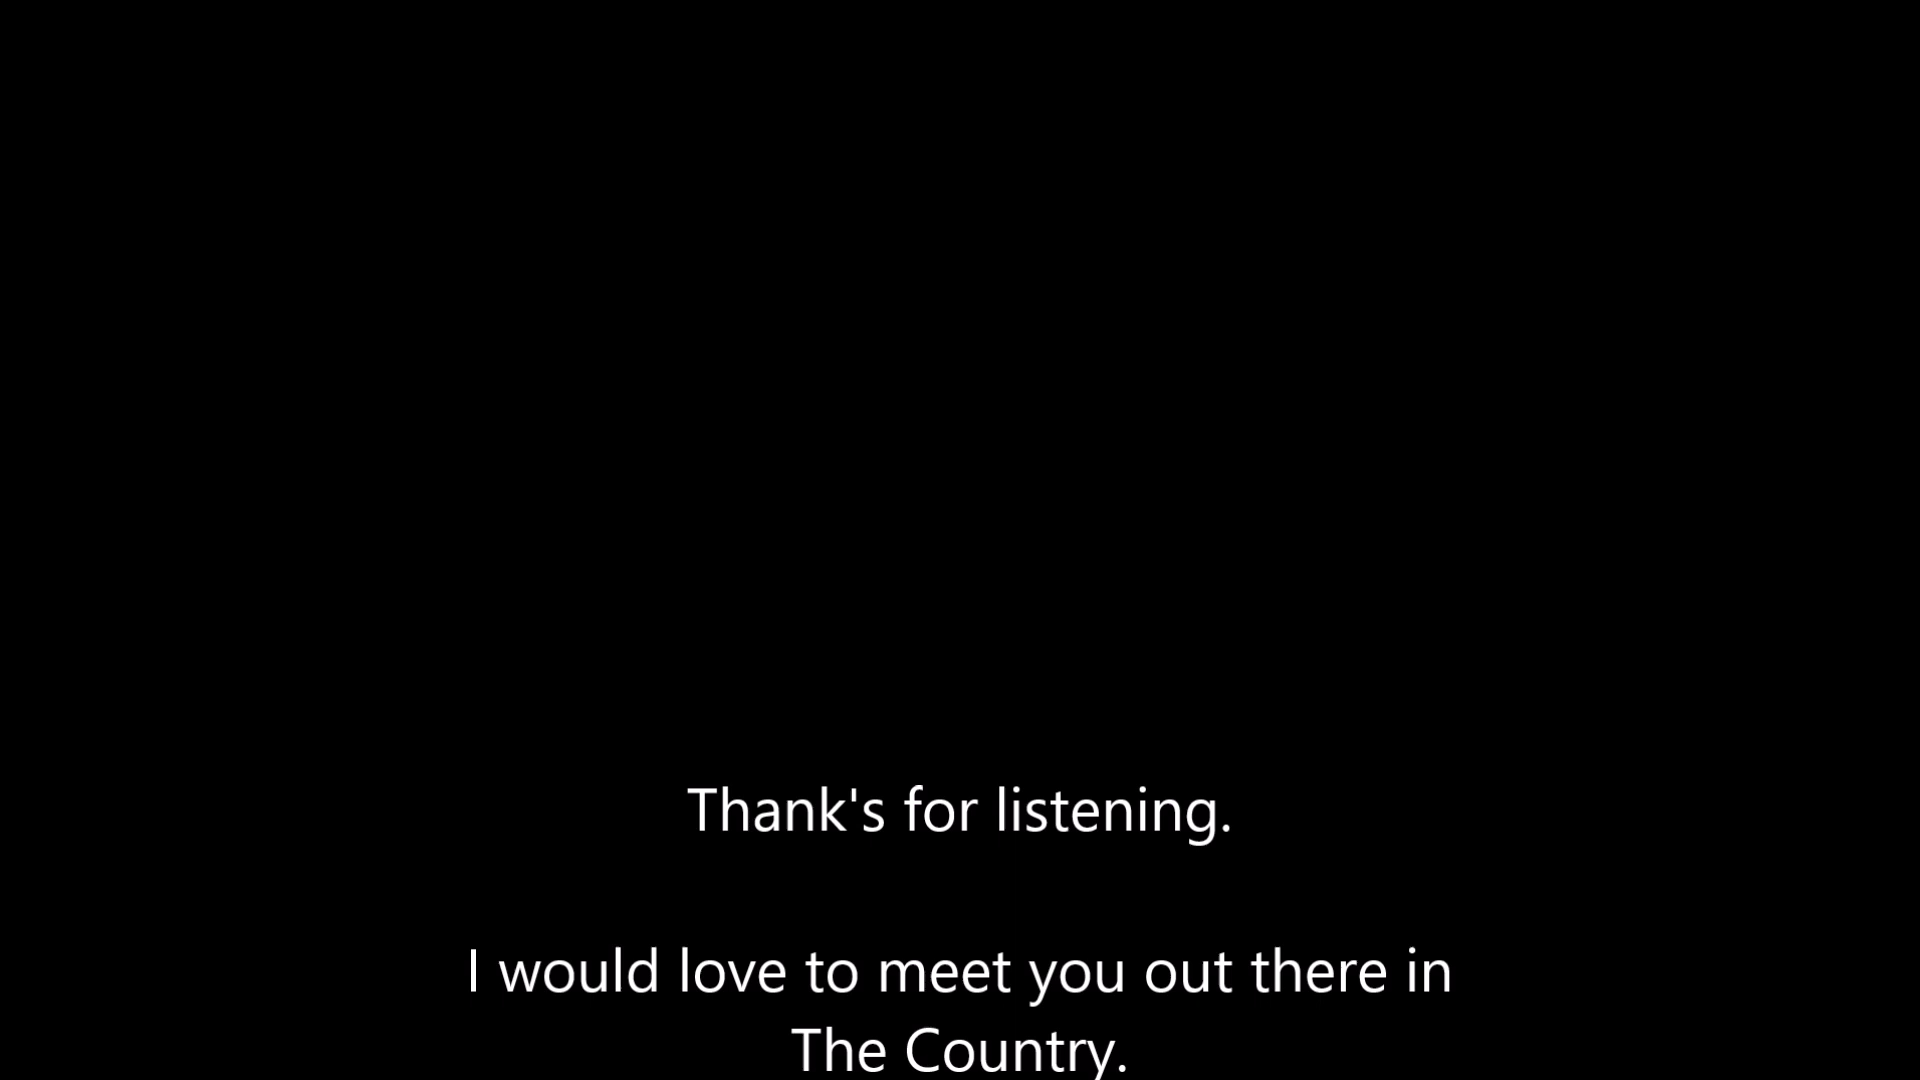 Thank's for listening.
I would love to meet you out there in
The Country.